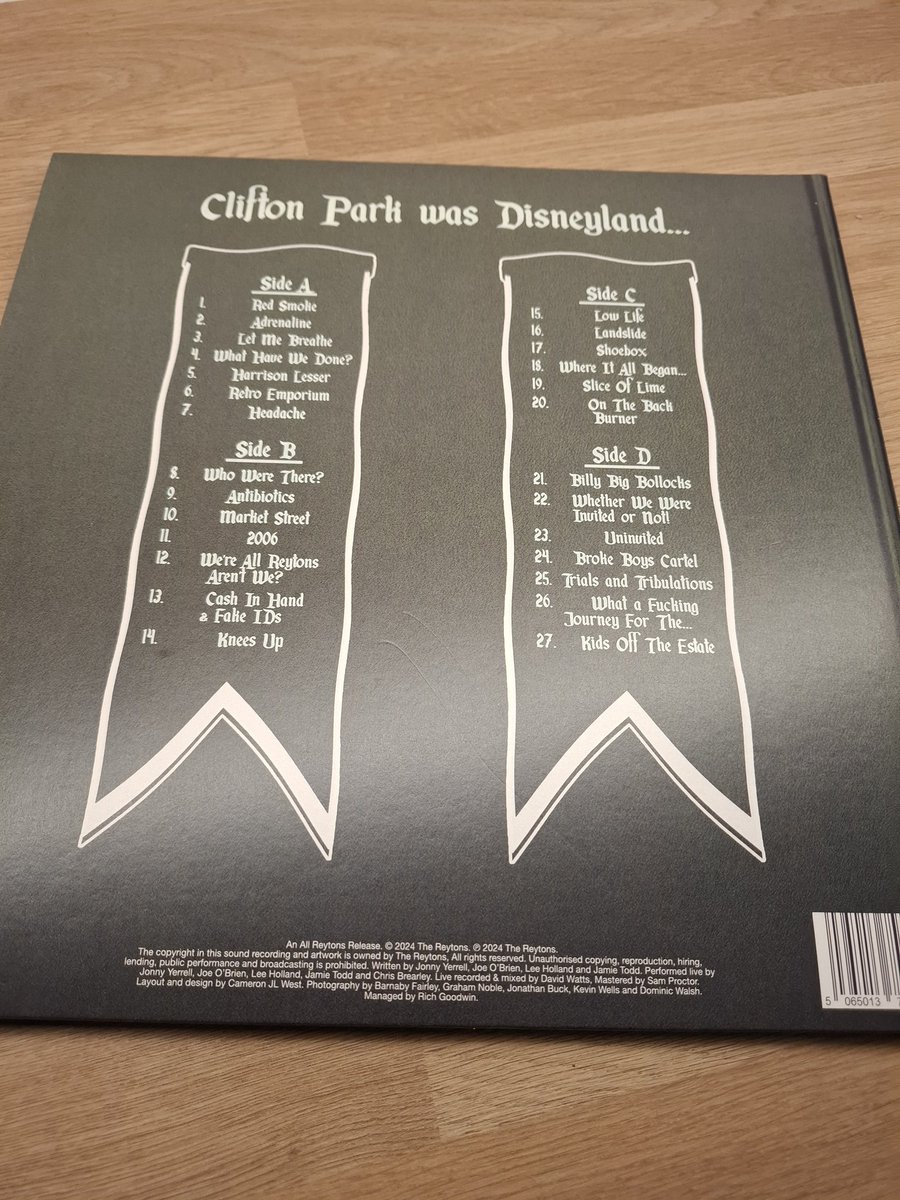 Clifton Park was Disneyland...
Side A
1. Red Smoke
2. Adrenaline
3. Let Me Breathe
4. What Have We Done?
5. Harrison Lesser
6. Retro Emporium
7. Headache
Side B
8. Who Were There?
9. Antibiotics
10. Market Street
11. 2006
12. We're All Reytons
Aren't We?
13. Cash In Hand
& Fake IDs
14. Knees Up
Side C
15. Low Life
16. Landslide
17. Shoebox
18. Where It All Began...
19. Slice Of Lime
20. On The Back
Burner
Side D
21. Billy Big Bollocks
22. Whether We Were
Invited or Not!
23. Uninvited
24. Broke Boys Cartel
25. Trials and Tribulations
26. What a Fucking
Journey For The...
27. Kids Off The Estate
An All Reytons Release. © 2024 The Reytons. ℗ 2024 The Reytons.
The copyright in this sound recording and artwork is owned by The Reytons, All rights reserved. Unauthorised copying, reproduction, hiring,
lending, public performance and broadcasting is prohibited. Written by Jonny Yerrell, Joe O'Brien, Lee Holland and Jamie Todd. Performed live by
Jonny Yerrell, Joe O'Brien, Lee Holland, Jamie Todd and Chris Brearley. Live recorded & mixed by David Watts, Mastered by Sam Proctor.
Layout and design by Cameron JL West. Photography by Barnaby Fairley, Graham Noble, Jonathan Buck, Kevin Wells and Dominic Walsh.
Managed by Rich Goodwin.
5 065013